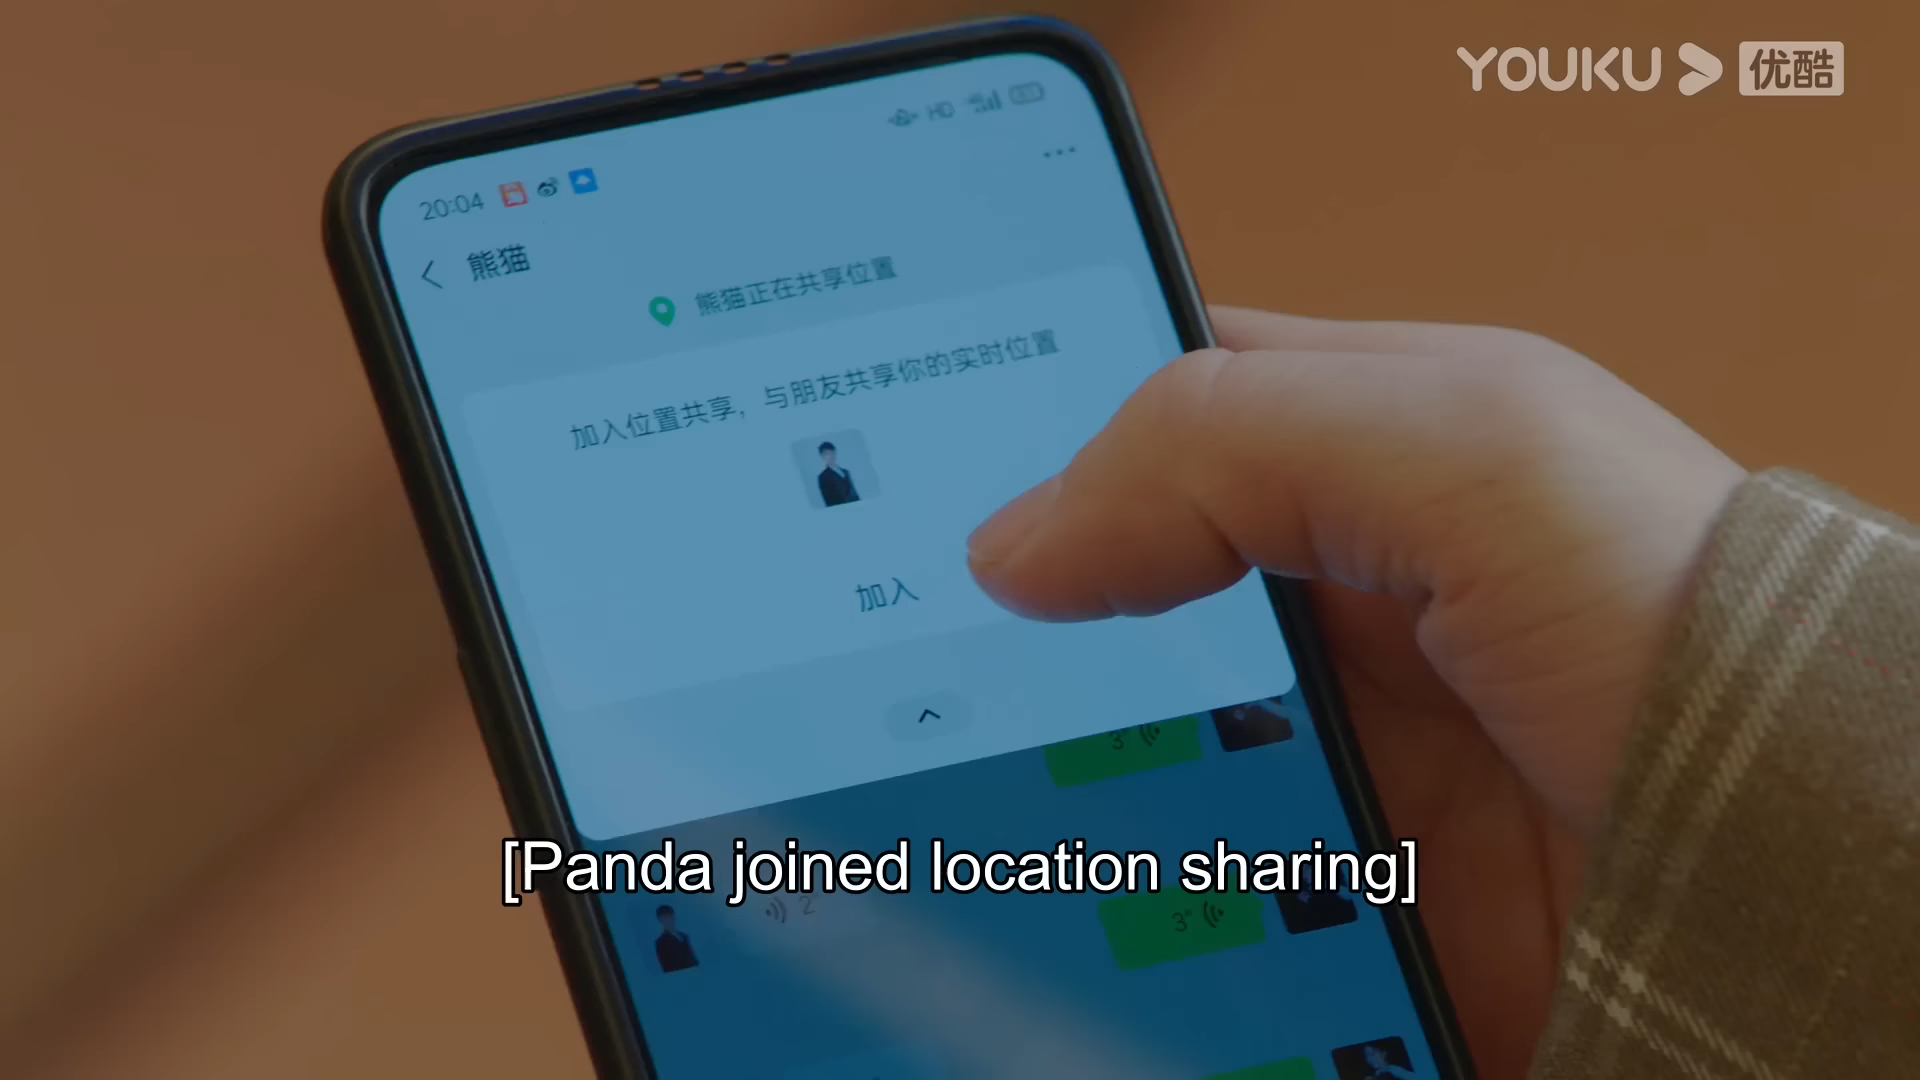 YOUKU 优酷
HD
20:04
熊猫
熊猫正在共享位置
加入位置共享，与朋友共享你的实时位置
加入
3"
[Panda joined location sharing]
2"
3"